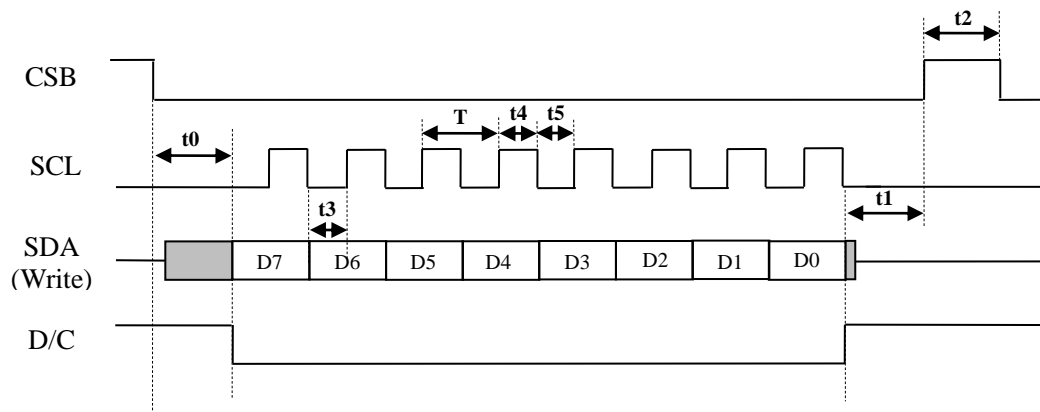 t2
CSB
T t4 t5
t0
SCL
t3
t1
SDA
(Write)
D7 D6 D5 D4 D3 D2 D1 D0
D/C